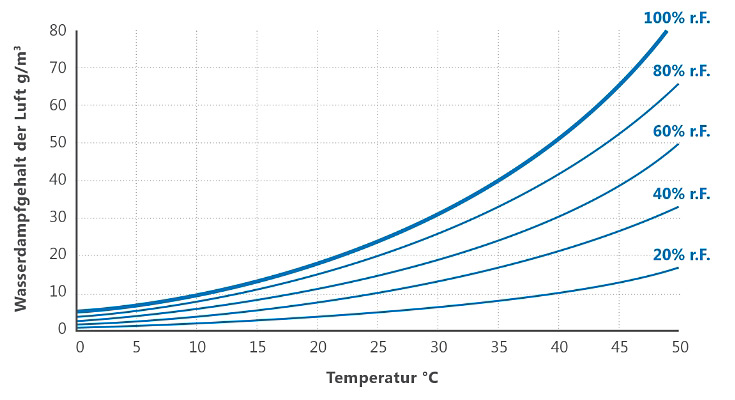 100% r.F.
80
Wasserdampfgehalt der Luft g/m³
70
80% r.F.
60
60% r.F.
50
40
40% r.F.
30
20
20% r.F.
10
0
0 5 10 15 20 25 30 35 40 45 50
Temperatur °C